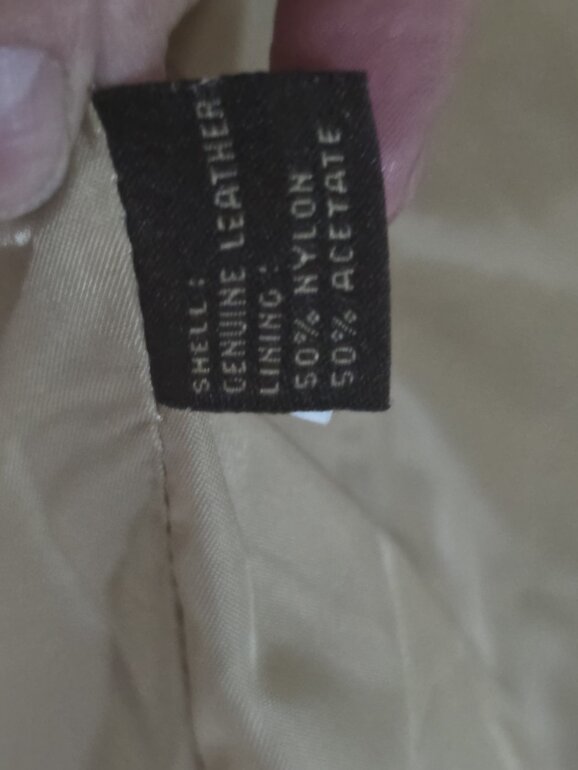 SHELL:
GENUINE LEATHER
LINING:
50% NYLON
50% ACETATE